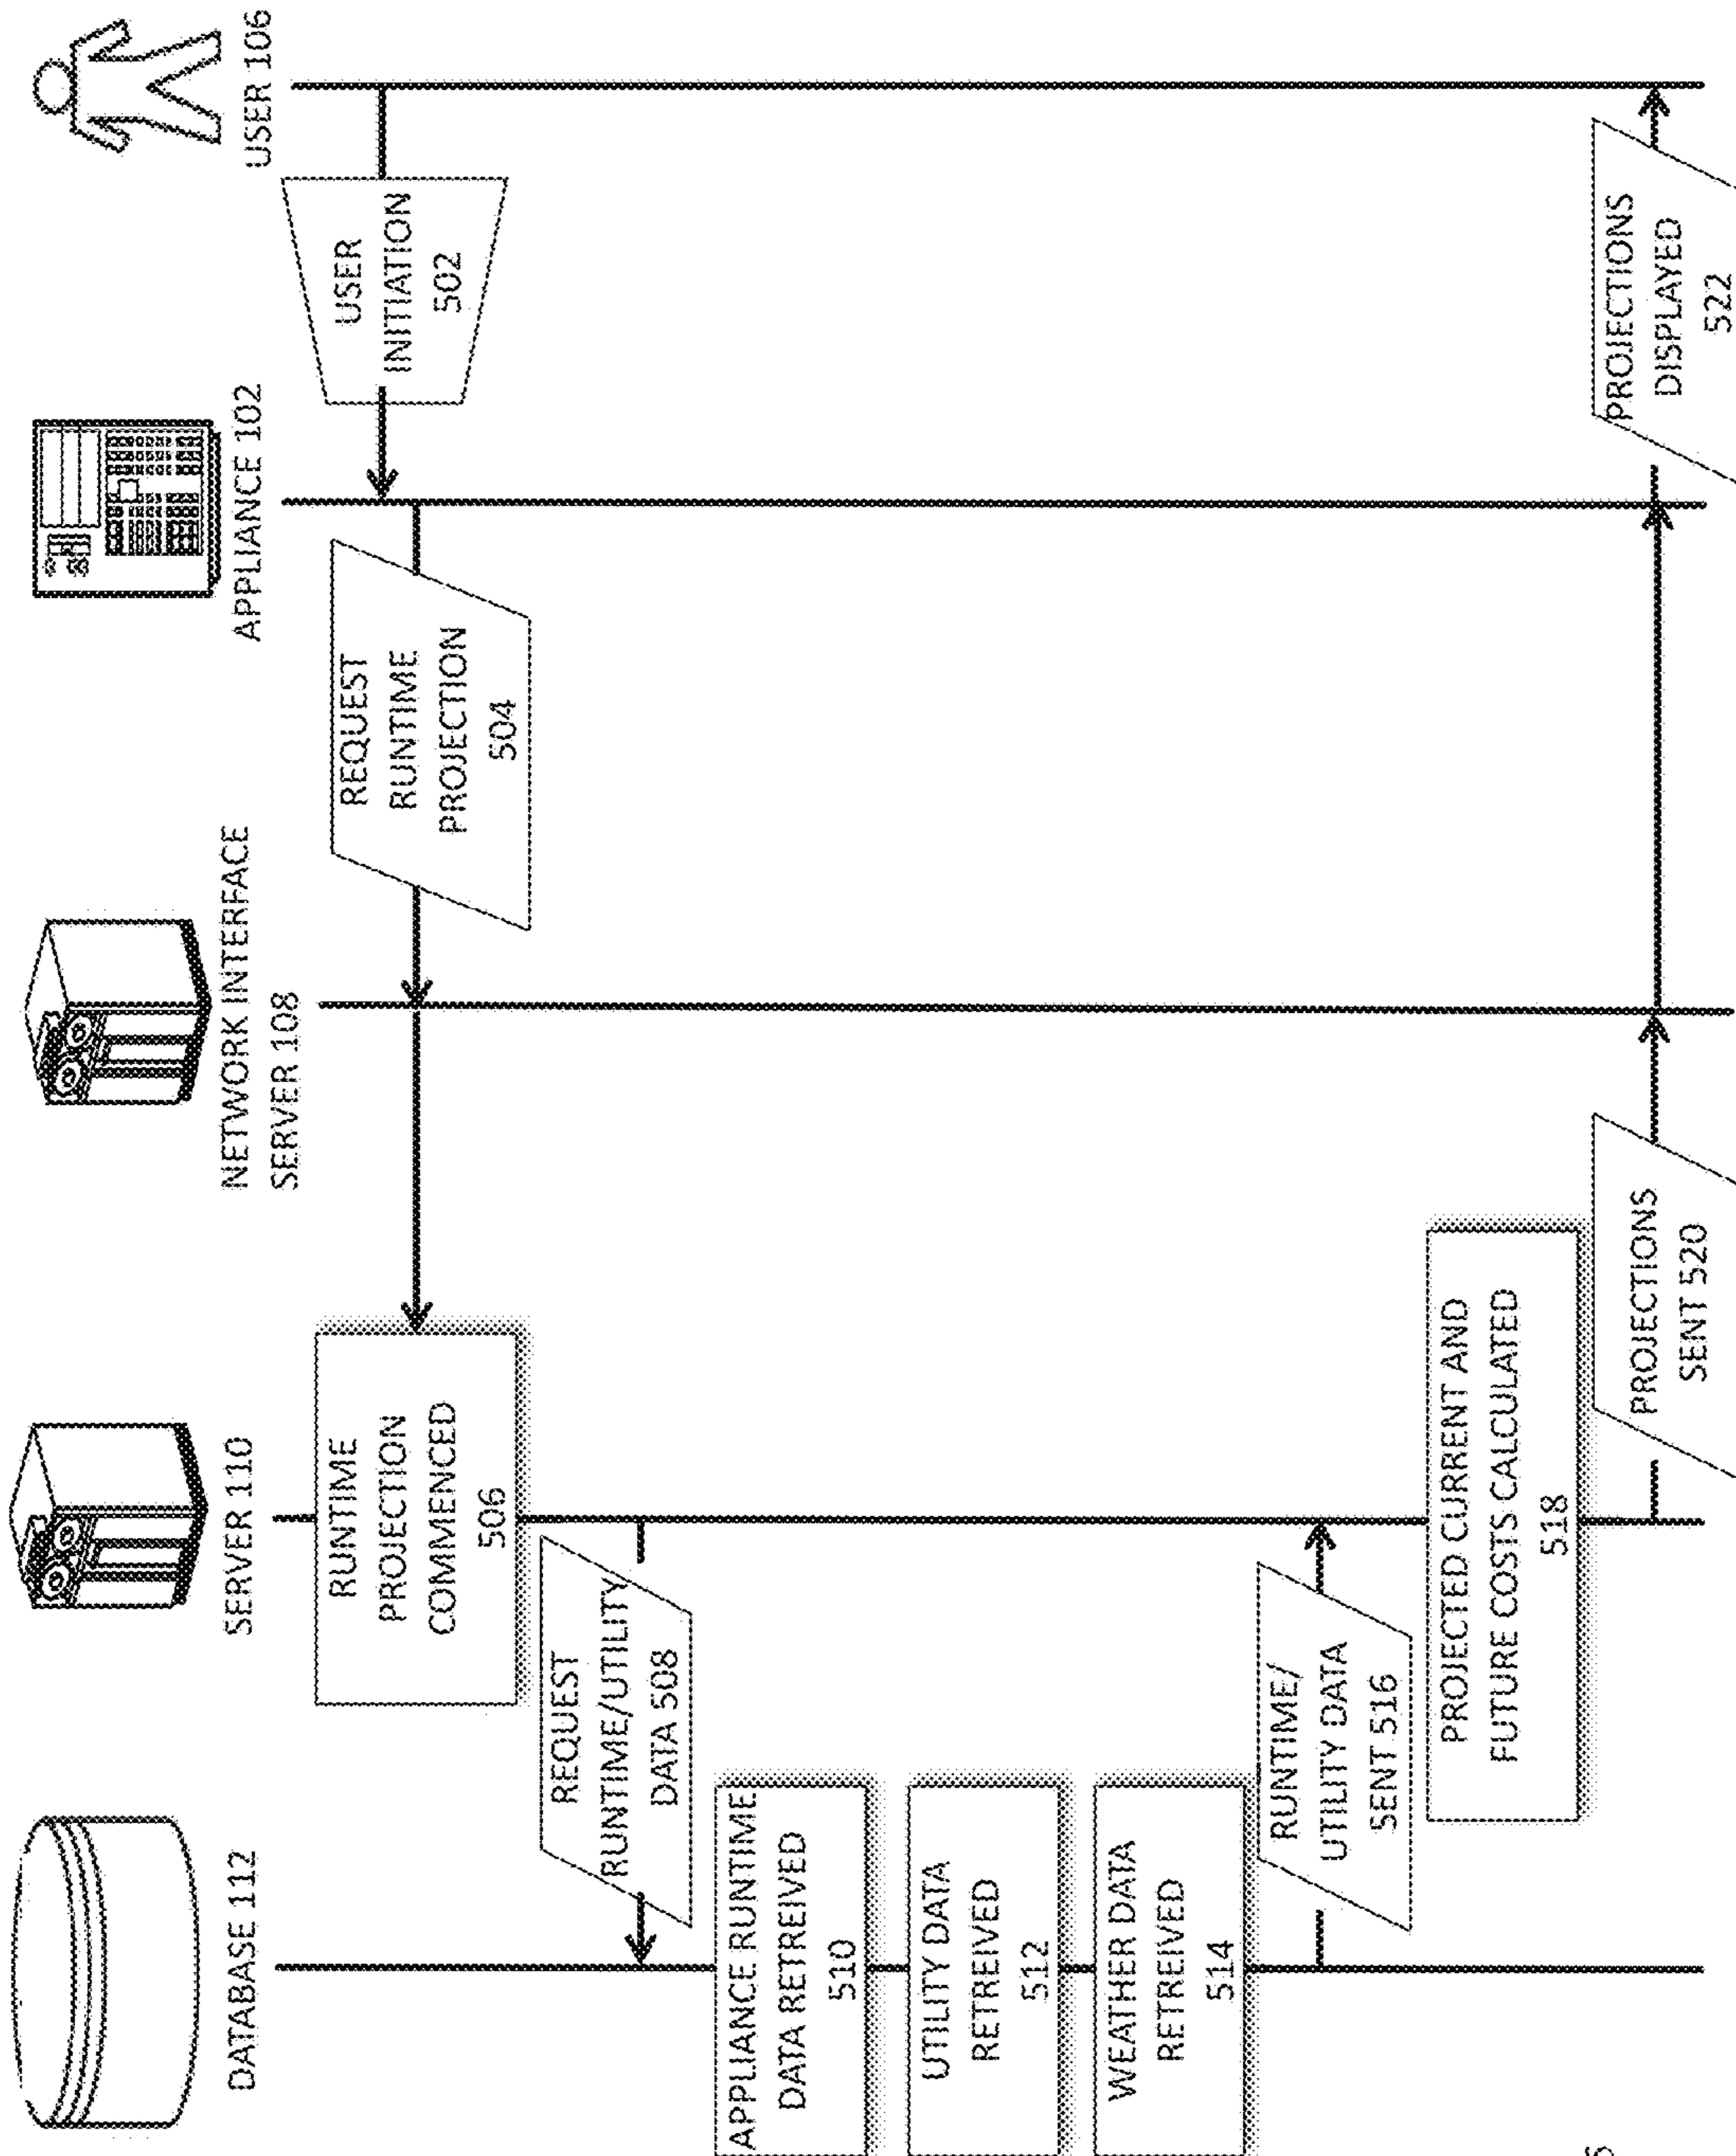 DATABASE 112
SERVER 110
NETWORK INTERFACE
SERVER 108
APPLIANCE 102
USER 106
USER
INITIATION
502
REQUEST
RUNTIME
PROJECTION
504
RUNTIME
PROJECTION
COMMENCED
506
REQUEST
RUNTIME/UTILITY
DATA 508
APPLIANCE RUNTIME
DATA RETREIVED
510
UTILITY DATA
RETREIVED
512
WEATHER DATA
RETREIVED
514
RUNTIME/
UTILITY DATA
SENT 516
PROJECTED CURRENT AND
FUTURE COSTS CALCULATED
518
PROJECTIONS
SENT 520
PROJECTIONS
DISPLAYED
522